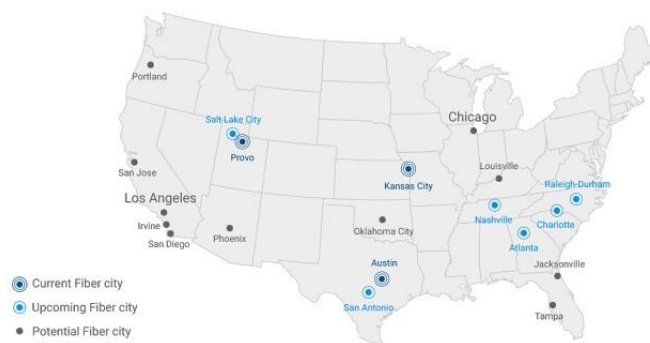 Portland
Chicago
Salt Lake City
Provo
San Jose
Kansas City
Louisville
Raleigh-Durham
Los Angeles
Nashville
Charlotte
Irvine
San Diego
Phoenix
Oklahoma City
Atlanta
Austin
Jacksonville
San Antonio
Tampa
Current Fiber city
Upcoming Fiber city
Potential Fiber city